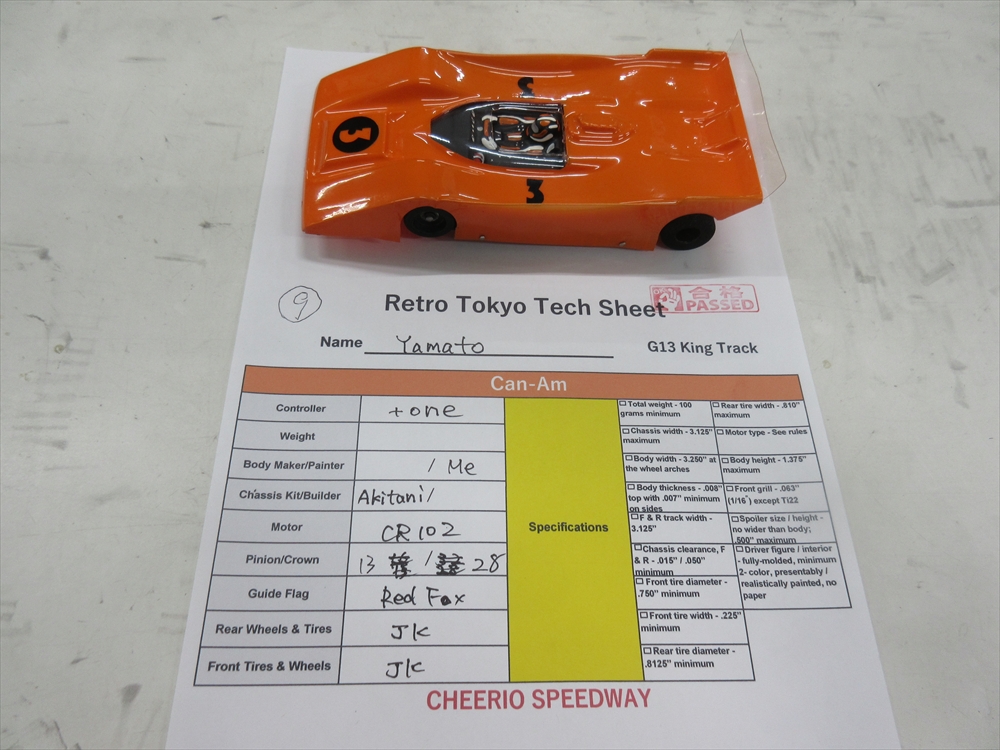 3
3
3
9
Retro Tokyo Tech Sheet
合格
PASSED
Name Yamato
G13 King Track
Can-Am
Controller + one
Weight
Body Maker/Painter / Me
Chassis Kit/Builder Akitani/
Motor CR102
Pinion/Crown 13 / 28
Guide Flag Red Fox
Rear Wheels & Tires JK
Front Tires & Wheels JK
Specifications
☐ Total weight - 100
grams minimum
☐ Chassis width - 3.125"
maximum
☐ Body width - 3.250" at
the wheel arches
☐ Body thickness - .008"
top with .007" minimum
on sides
☐ F & R track width -
3.125"
☐ Chassis clearance, F
& R - .015" / .050"
minimum
☐ Front tire diameter -
.750" minimum
☐ Front tire width - .225"
minimum
☐ Rear tire diameter -
.8125" minimum
☐ Rear tire width - .810"
maximum
☐ Motor type - See rules
☐ Body height - 1.375"
maximum
☐ Front grill - .063"
(1/16") except Ti22
☐ Spoiler size / height -
no wider than body;
.500" maximum
☐ Driver figure / interior
- fully-molded, minimum
2- color, presentably /
realistically painted, no
paper
CHEERIO SPEEDWAY